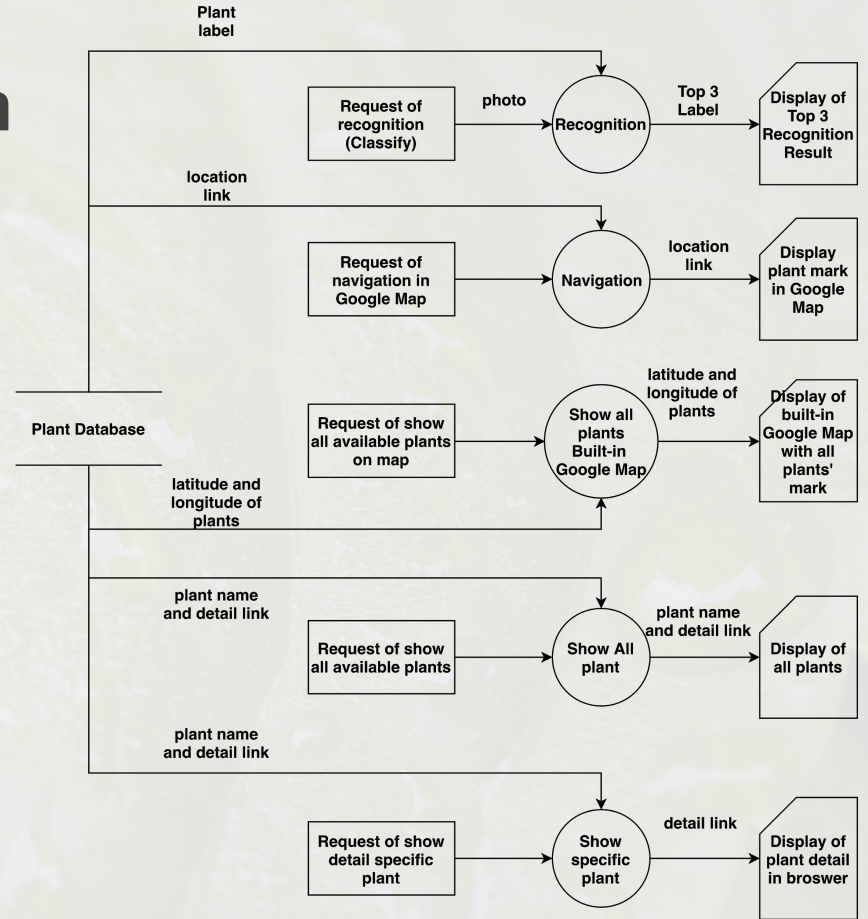 Plant
label
Request of
recognition
(Classify)
photo
Recognition
Top 3
Label
Display of
Top 3
Recognition
Result
location
link
Request of
navigation in
Google Map
Navigation
location
link
Display
plant mark
in Google
Map
Plant Database
Request of show
all available plants
on map
Show all
plants
Built-in
Google Map
latitude and
longitude of
plants
Display of
built-in
Google Map
with all
plants'
mark
latitude and
longitude of
plants
plant name
and detail link
Request of show
all available plants
Show All
plant
plant name
and detail link
Display of
all plants
plant name
and detail link
Request of show
detail specific
plant
Show
specific
plant
detail link
Display of
plant detail
in broswer